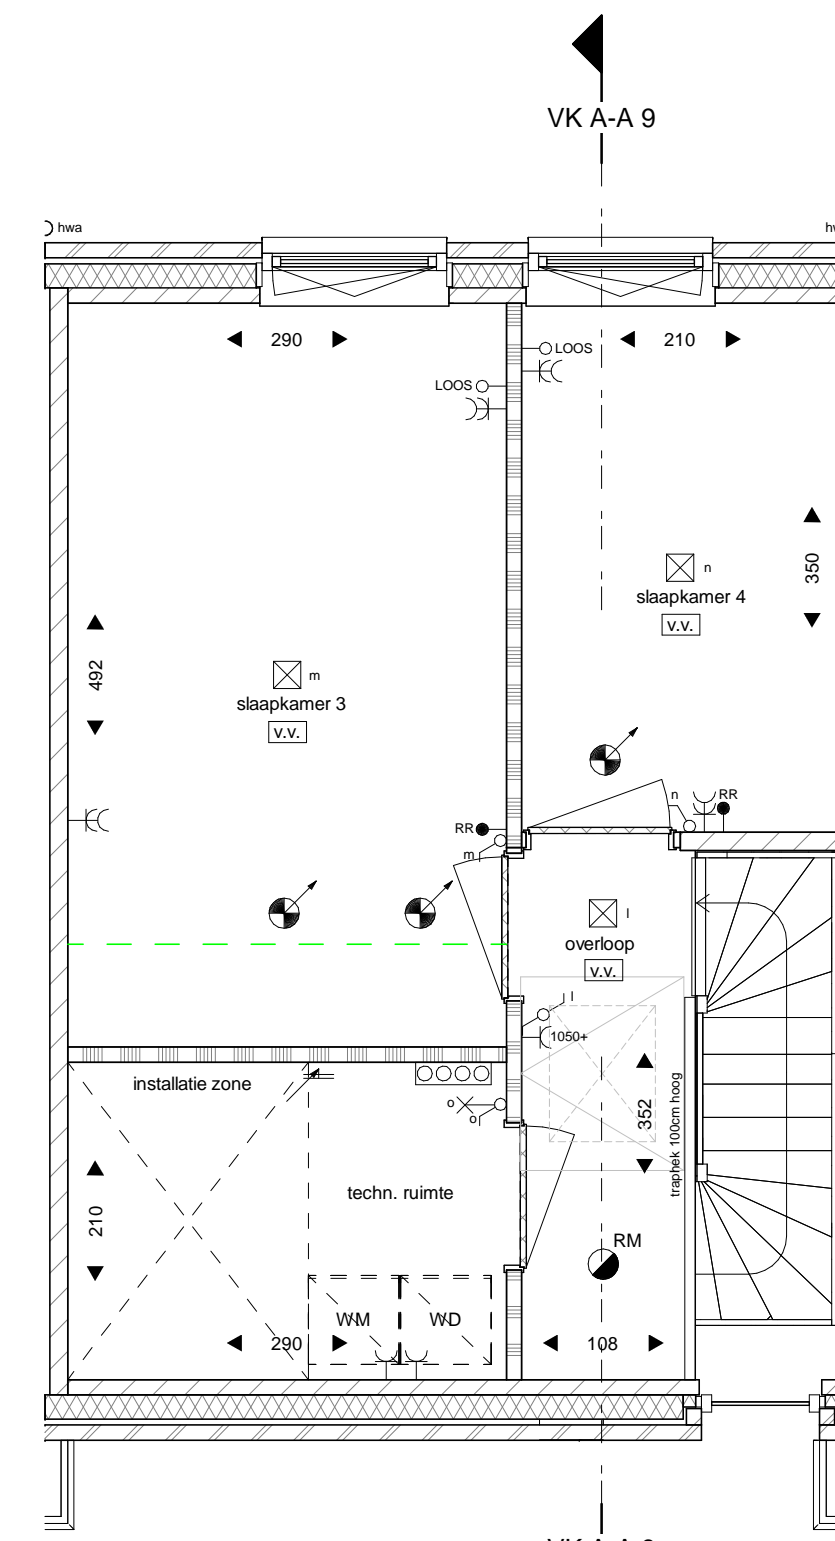 VK A-A 9
hwa
290
210
LOOS
LOOS
350
n
slaapkamer 4
v.v.
492
m
slaapkamer 3
v.v.
n
RR
RR
m
l
overloop
v.v.
l
1050+
installatie zone
o
o
352
traphek 100cm hoog
210
techn. ruimte
RM
WM
WD
290
108